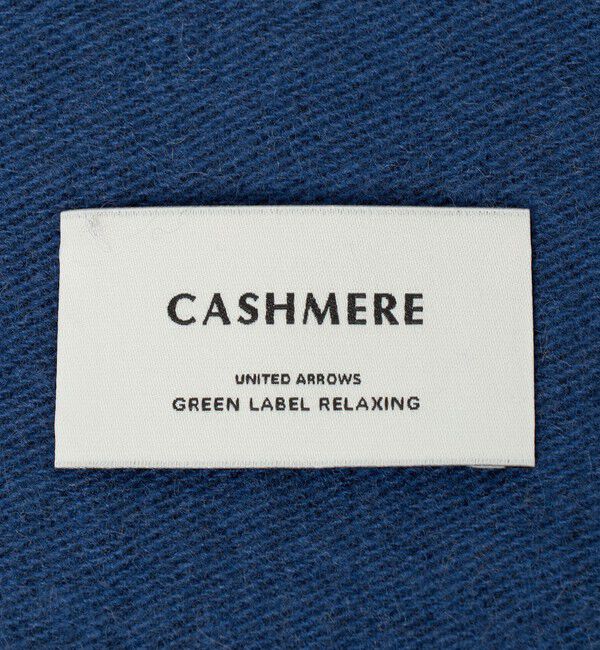 CASHMERE
UNITED ARROWS
GREEN LABEL RELAXING